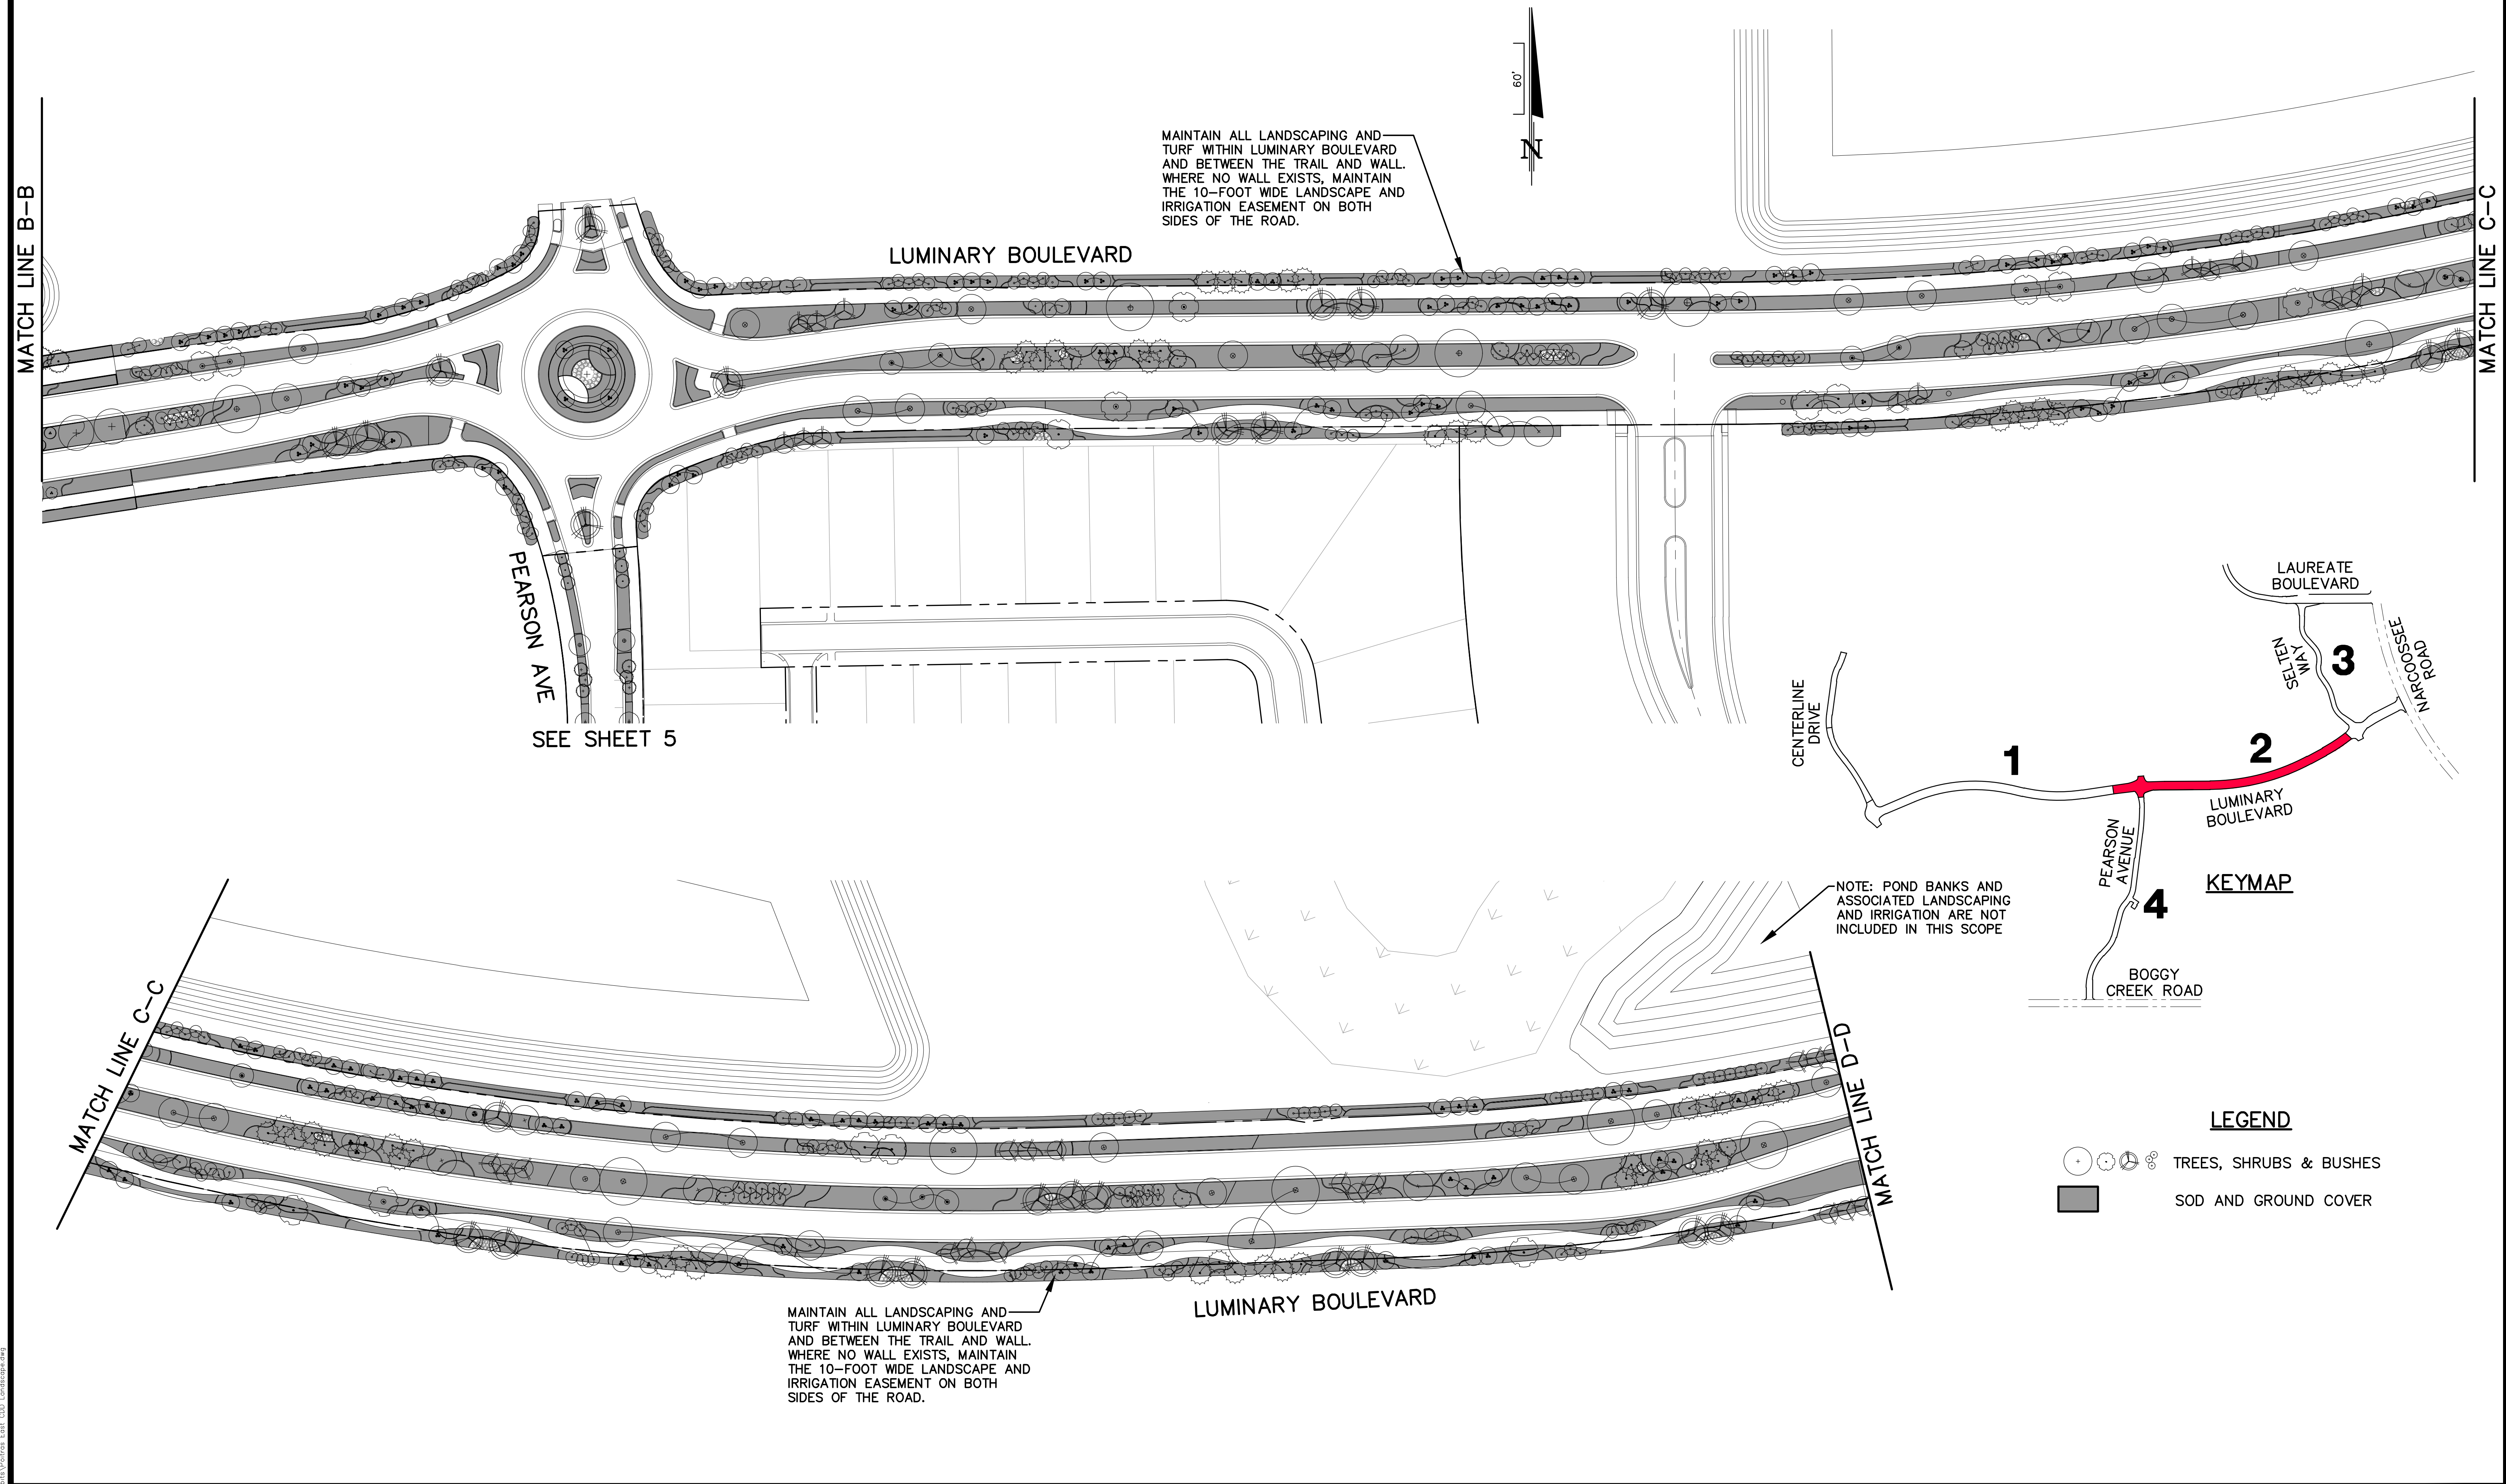 60'
N
MATCH LINE B-B
MAINTAIN ALL LANDSCAPING AND
TURF WITHIN LUMINARY BOULEVARD
AND BETWEEN THE TRAIL AND WALL.
WHERE NO WALL EXISTS, MAINTAIN
THE 10-FOOT WIDE LANDSCAPE AND
IRRIGATION EASEMENT ON BOTH
SIDES OF THE ROAD.
LUMINARY BOULEVARD
MATCH LINE C-C
PEARSON AVE
SEE SHEET 5
LAUREATE
BOULEVARD
SELTEN
WAY
3
NARCOOSSEE
ROAD
CENTERLINE
DRIVE
1
2
LUMINARY
BOULEVARD
PEARSON
AVENUE
KEYMAP
4
BOGGY
CREEK ROAD
NOTE: POND BANKS AND
ASSOCIATED LANDSCAPING
AND IRRIGATION ARE NOT
INCLUDED IN THIS SCOPE
MATCH LINE C-C
MATCH LINE D-D
LEGEND
TREES, SHRUBS & BUSHES
SOD AND GROUND COVER
LUMINARY BOULEVARD
MAINTAIN ALL LANDSCAPING AND
TURF WITHIN LUMINARY BOULEVARD
AND BETWEEN THE TRAIL AND WALL.
WHERE NO WALL EXISTS, MAINTAIN
THE 10-FOOT WIDE LANDSCAPE AND
IRRIGATION EASEMENT ON BOTH
SIDES OF THE ROAD.
East CDD Landscape.dwg